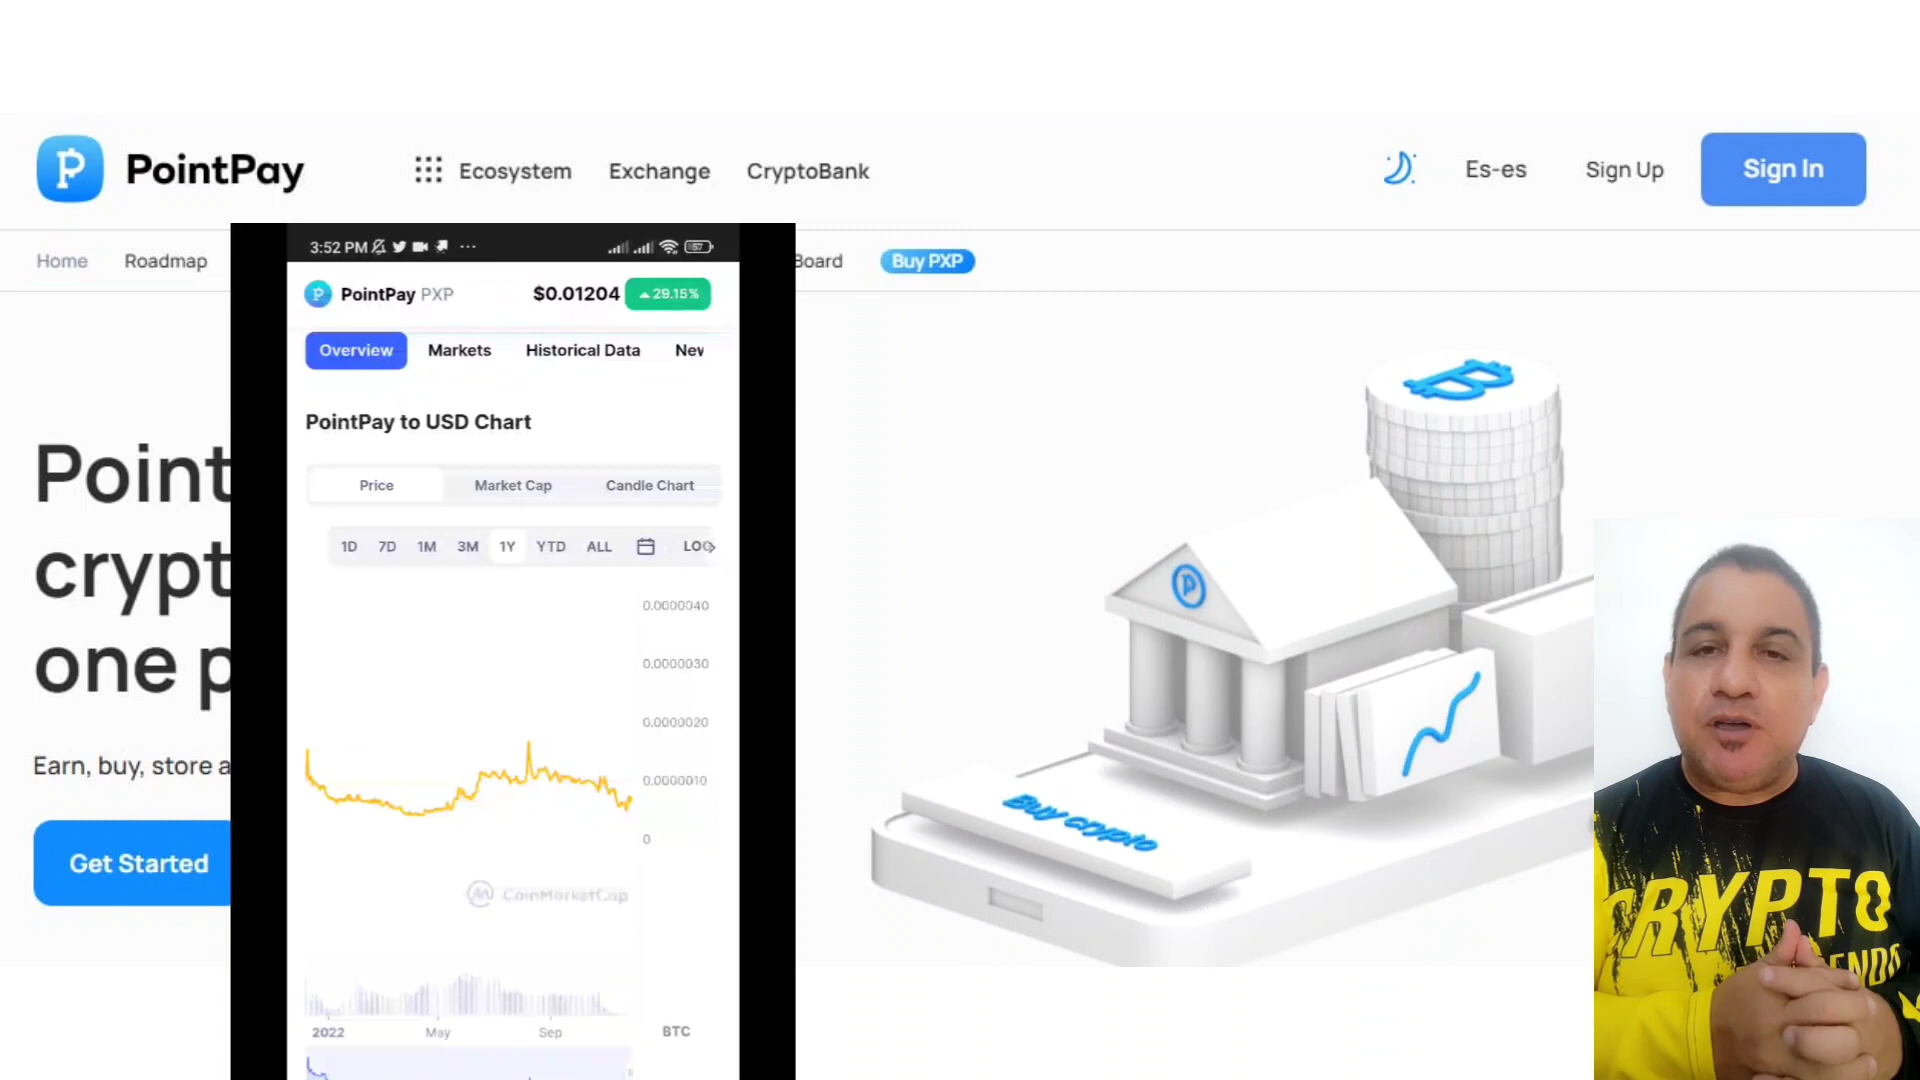 PointPay
Ecosystem
Exchange
CryptoBank
Es-es
Sign Up
Sign In
Home
Roadmap
Board
Buy PXP
Point
crypt
one p
Earn, buy, store a
Get Started
3:52 PM
57
PointPay PXP
$0.01204
29.15%
Overview
Markets
Historical Data
Nev
PointPay to USD Chart
Price
Market Cap
Candle Chart
1D
7D
1M
3M
1Y
YTD
ALL
LOG
0.0000040
0.0000030
0.0000020
0.0000010
0
CoinMarketCap
2022
May
Sep
BTC
Buy crypto
CRYPTO